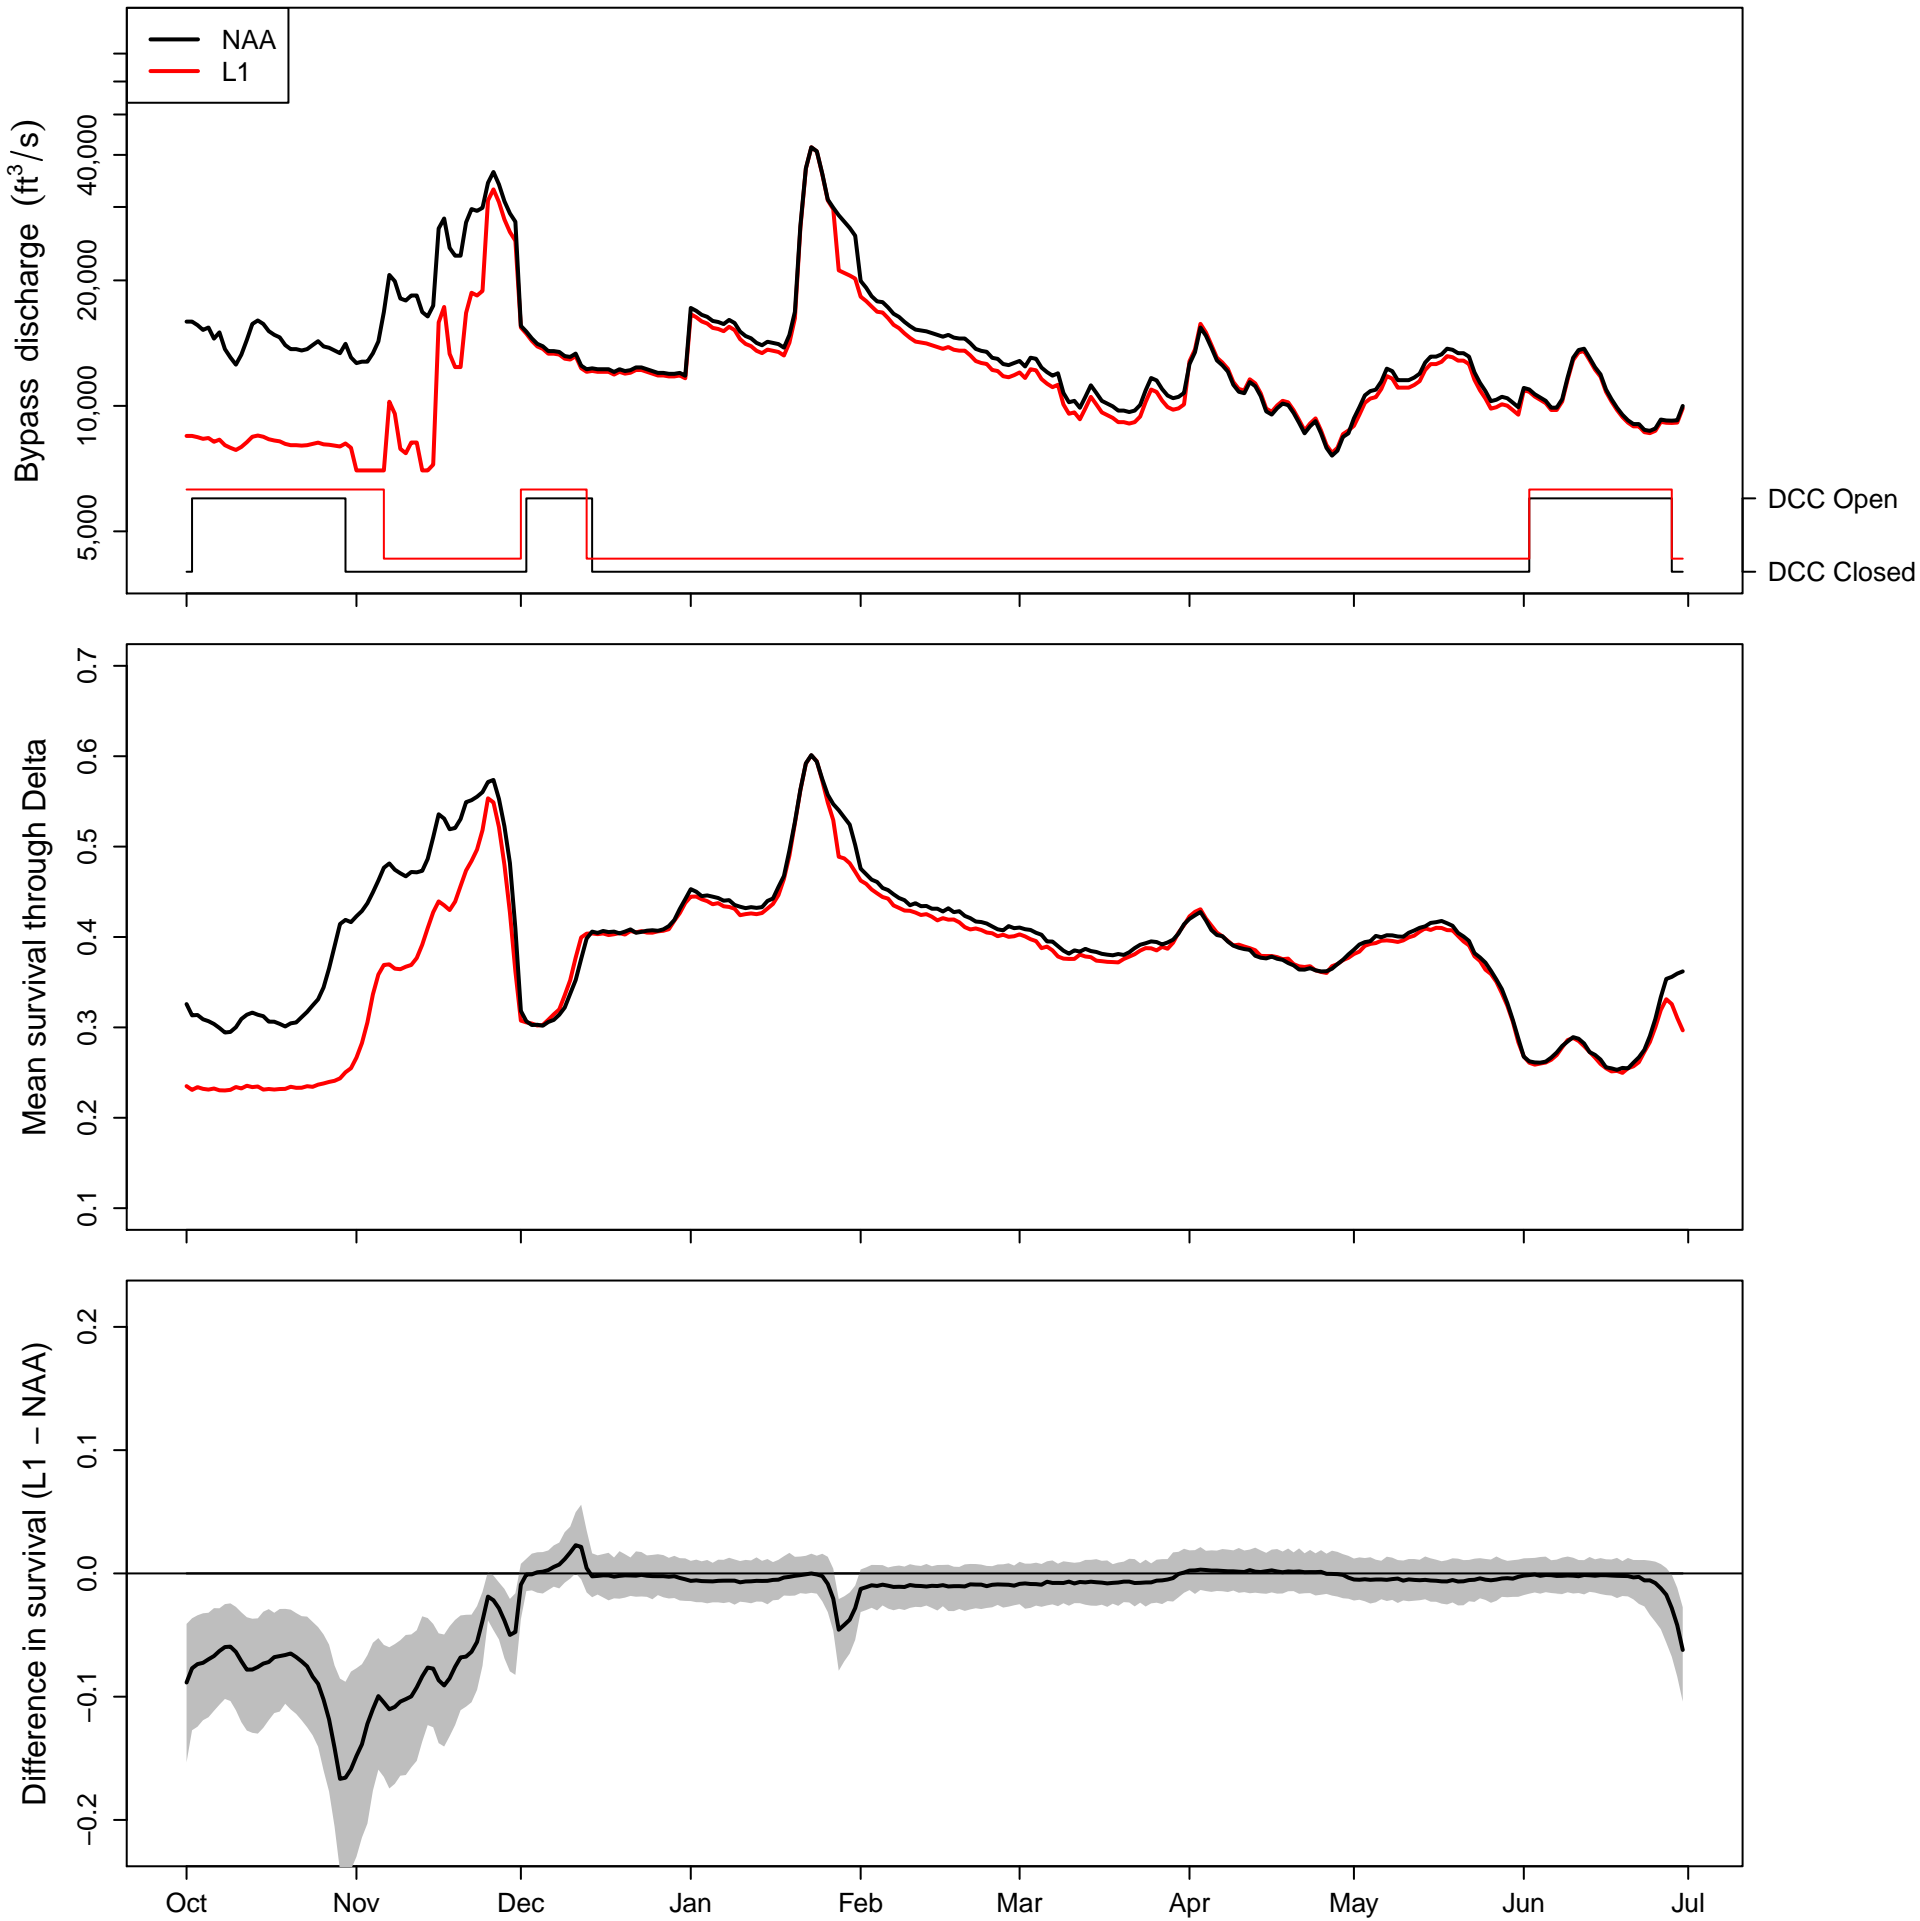 NAA
L1
Bypass discharge (ft³/s)
40,000
20,000
10,000
5,000
DCC Open
DCC Closed
Mean survival through Delta
0.7
0.6
0.5
0.4
0.3
0.2
0.1
Difference in survival (L1 − NAA)
0.2
0.1
0.0
−0.1
−0.2
Oct Nov Dec Jan Feb Mar Apr May Jun Jul